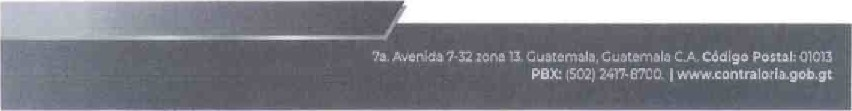 7a. Avenida 7-32 zona 13. Guatemala, Guatemala C.A. Código Postal: 01013
PBX: (502) 2417-8700. | www.contraloria.gob.gt